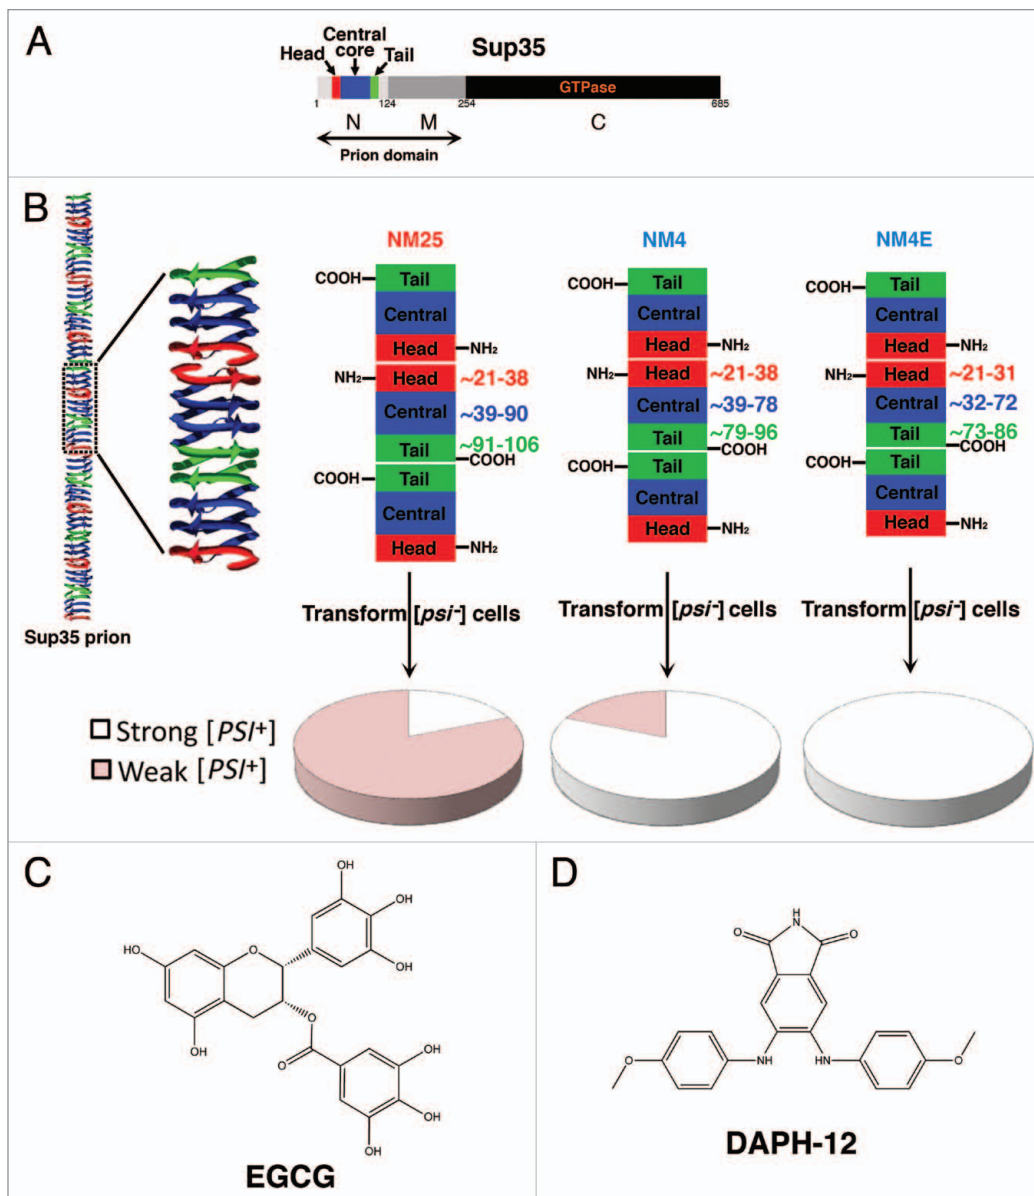 A
Sup35
Central
core
Head
Tail
GTPase
1
124
254
685
N
M
C
Prion domain
B
Sup35 prion
NM25
COOH
Tail
Central
Head
NH₂
NH₂
Head
~21-38
Central
~39-90
Tail
~91-106
COOH
COOH
Tail
Central
Head
NH₂
Transform [psi-] cells
NM4
COOH
Tail
Central
Head
NH₂
NH₂
Head
~21-38
Central
~39-78
Tail
~79-96
COOH
COOH
Tail
Central
Head
NH₂
Transform [psi-] cells
NM4E
COOH
Tail
Central
Head
NH₂
NH₂
Head
~21-31
Central
~32-72
Tail
~73-86
COOH
COOH
Tail
Central
Head
NH₂
Transform [psi-] cells
Strong [PSI+]
Weak [PSI+]
C
OH
OH
OH
HO
O
OH
O
O
OH
OH
OH
EGCG
D
H
N
O
O
NH
HN
O
O
DAPH-12